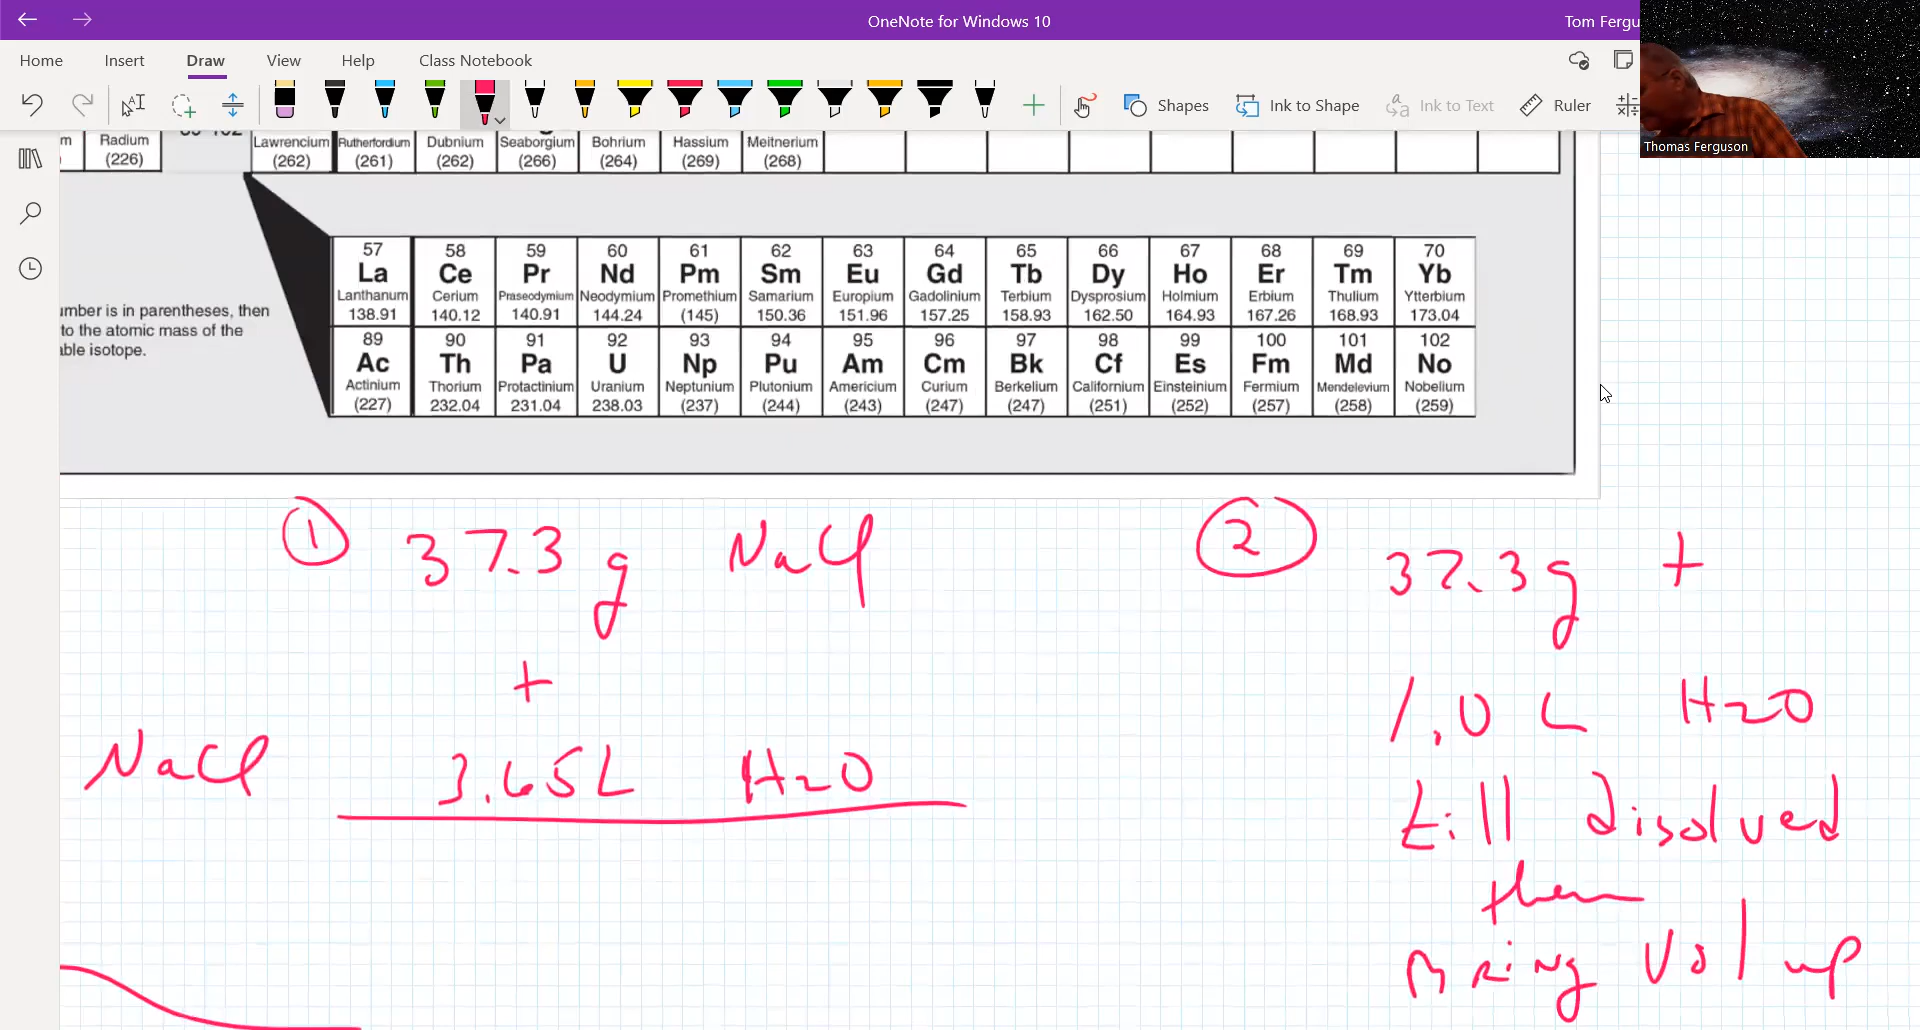 OneNote for Windows 10
Tom Fergu
Home Insert Draw View Help Class Notebook
Shapes Ink to Shape Ink to Text Ruler
Thomas Ferguson
m Radium Lawrencium Rutherfordium Dubnium Seaborgium Bohrium Hassium Meitnerium
) (226) (262) (261) (262) (266) (264) (269) (268)
57 58 59 60 61 62 63 64 65 66 67 68 69 70
La Ce Pr Nd Pm Sm Eu Gd Tb Dy Ho Er Tm Yb
Lanthanum Cerium Praseodymium Neodymium Promethium Samarium Europium Gadolinium Terbium Dysprosium Holmium Erbium Thulium Ytterbium
138.91 140.12 140.91 144.24 (145) 150.36 151.96 157.25 158.93 162.50 164.93 167.26 168.93 173.04
89 90 91 92 93 94 95 96 97 98 99 100 101 102
Ac Th Pa U Np Pu Am Cm Bk Cf Es Fm Md No
Actinium Thorium Protactinium Uranium Neptunium Plutonium Americium Curium Berkelium Californium Einsteinium Fermium Mendelevium Nobelium
(227) 232.04 231.04 238.03 (237) (244) (243) (247) (247) (251) (252) (257) (258) (259)
umber is in parentheses, then
to the atomic mass of the
able isotope.
1 37.3 g NaCl
+
NaCl 3.65 L H2O
2 37.3 g +
1.0 L H2O
till disolved
then
Bring Vol up